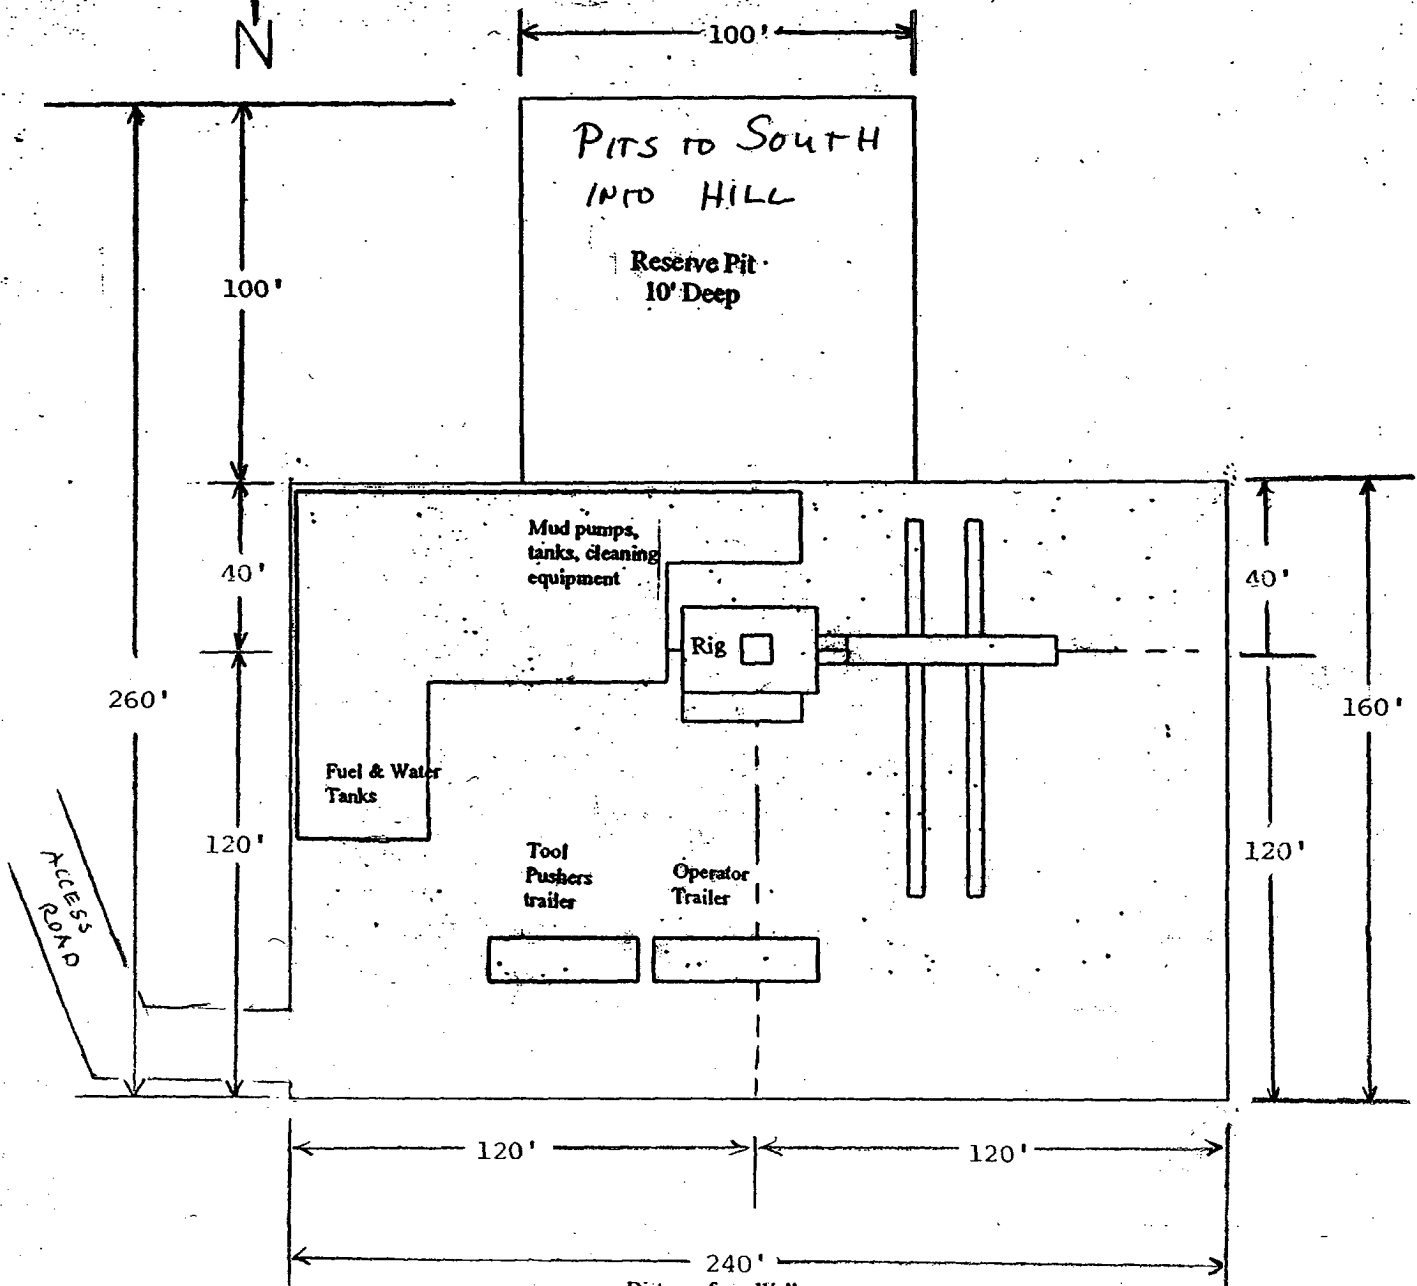 N
100'
PITS TO SOUTH
INTO HILL
Reserve Pit
10' Deep
100'
Mud pumps,
tanks, cleaning
equipment
40'
40'
Rig
260'
160'
Fuel & Water
Tanks
120'
120'
Tool
Pushers
trailer
Operator
Trailer
ACCESS
ROAD
120'
120'
240'